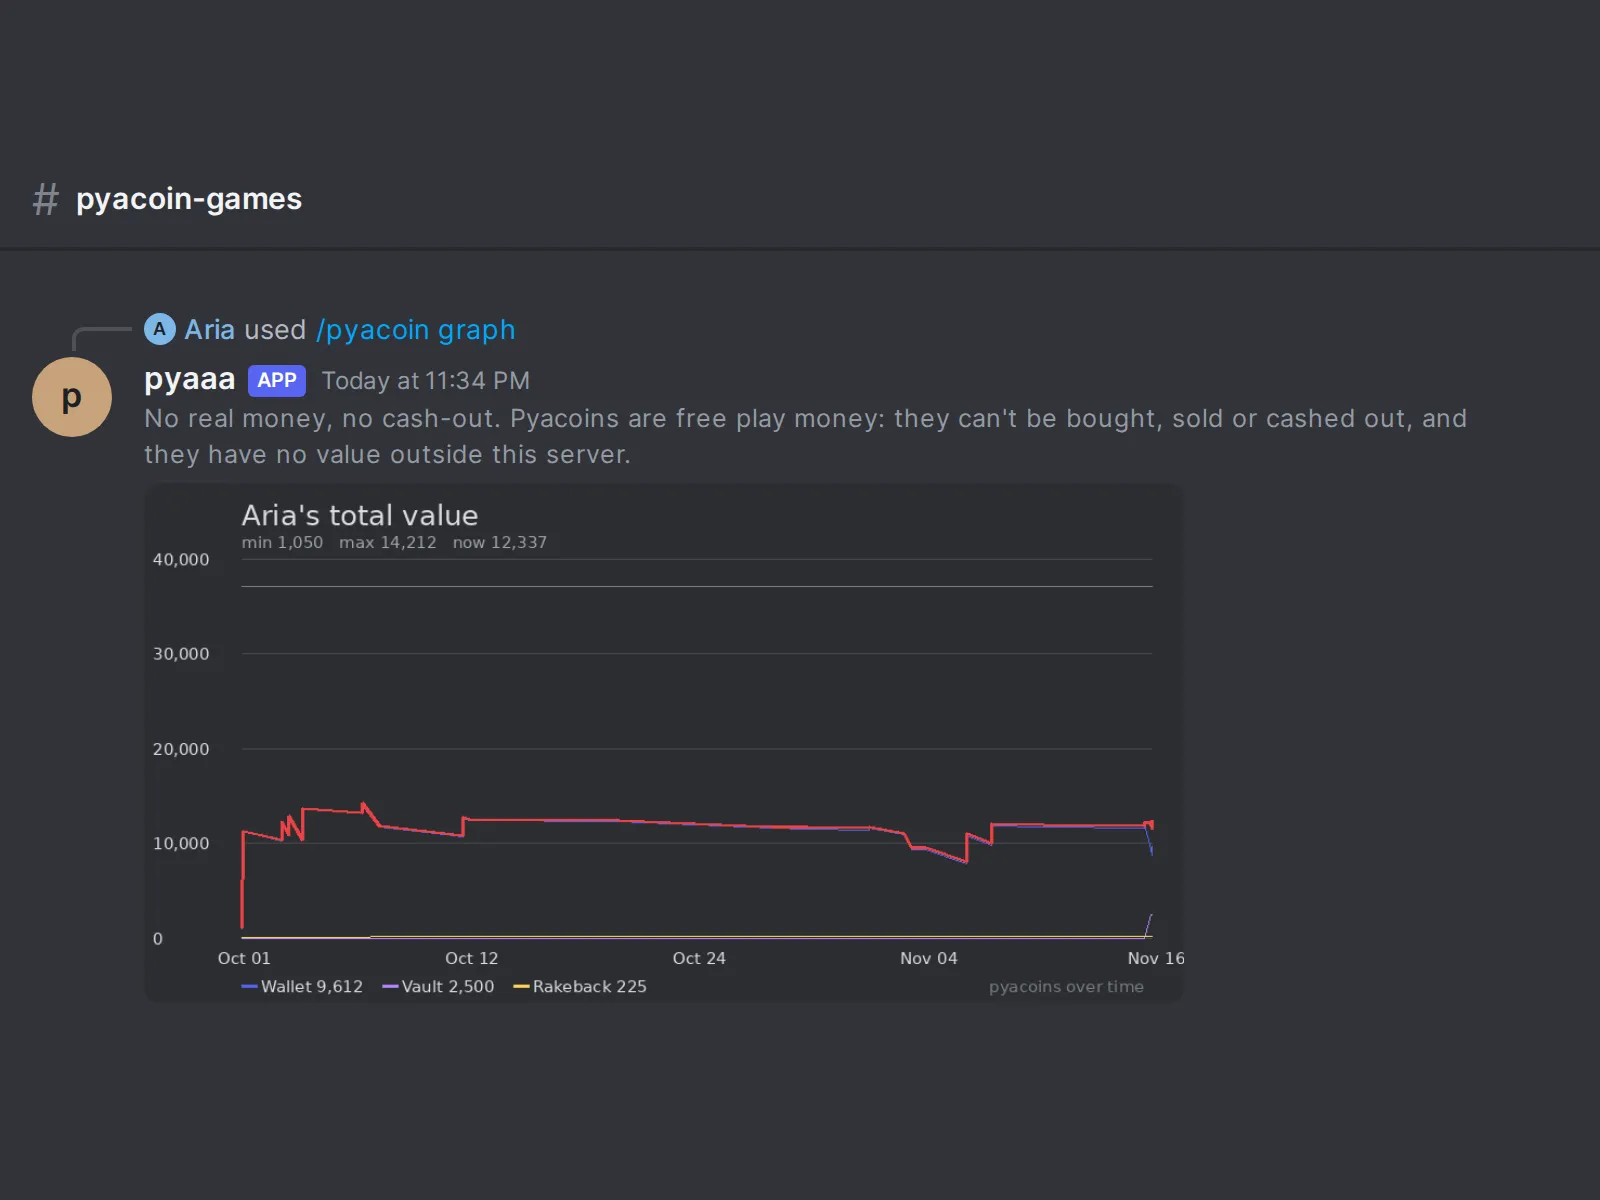 # pyacoin-games
A Aria used /pyacoin graph
p
pyaaa APP Today at 11:34 PM
No real money, no cash-out. Pyacoins are free play money: they can't be bought, sold or cashed out, and
they have no value outside this server.
Aria's total value
min 1,050 max 14,212 now 12,337
40,000
30,000
20,000
10,000
0
Oct 01 Oct 12 Oct 24 Nov 04 Nov 16
Wallet 9,612 Vault 2,500 Rakeback 225 pyacoins over time